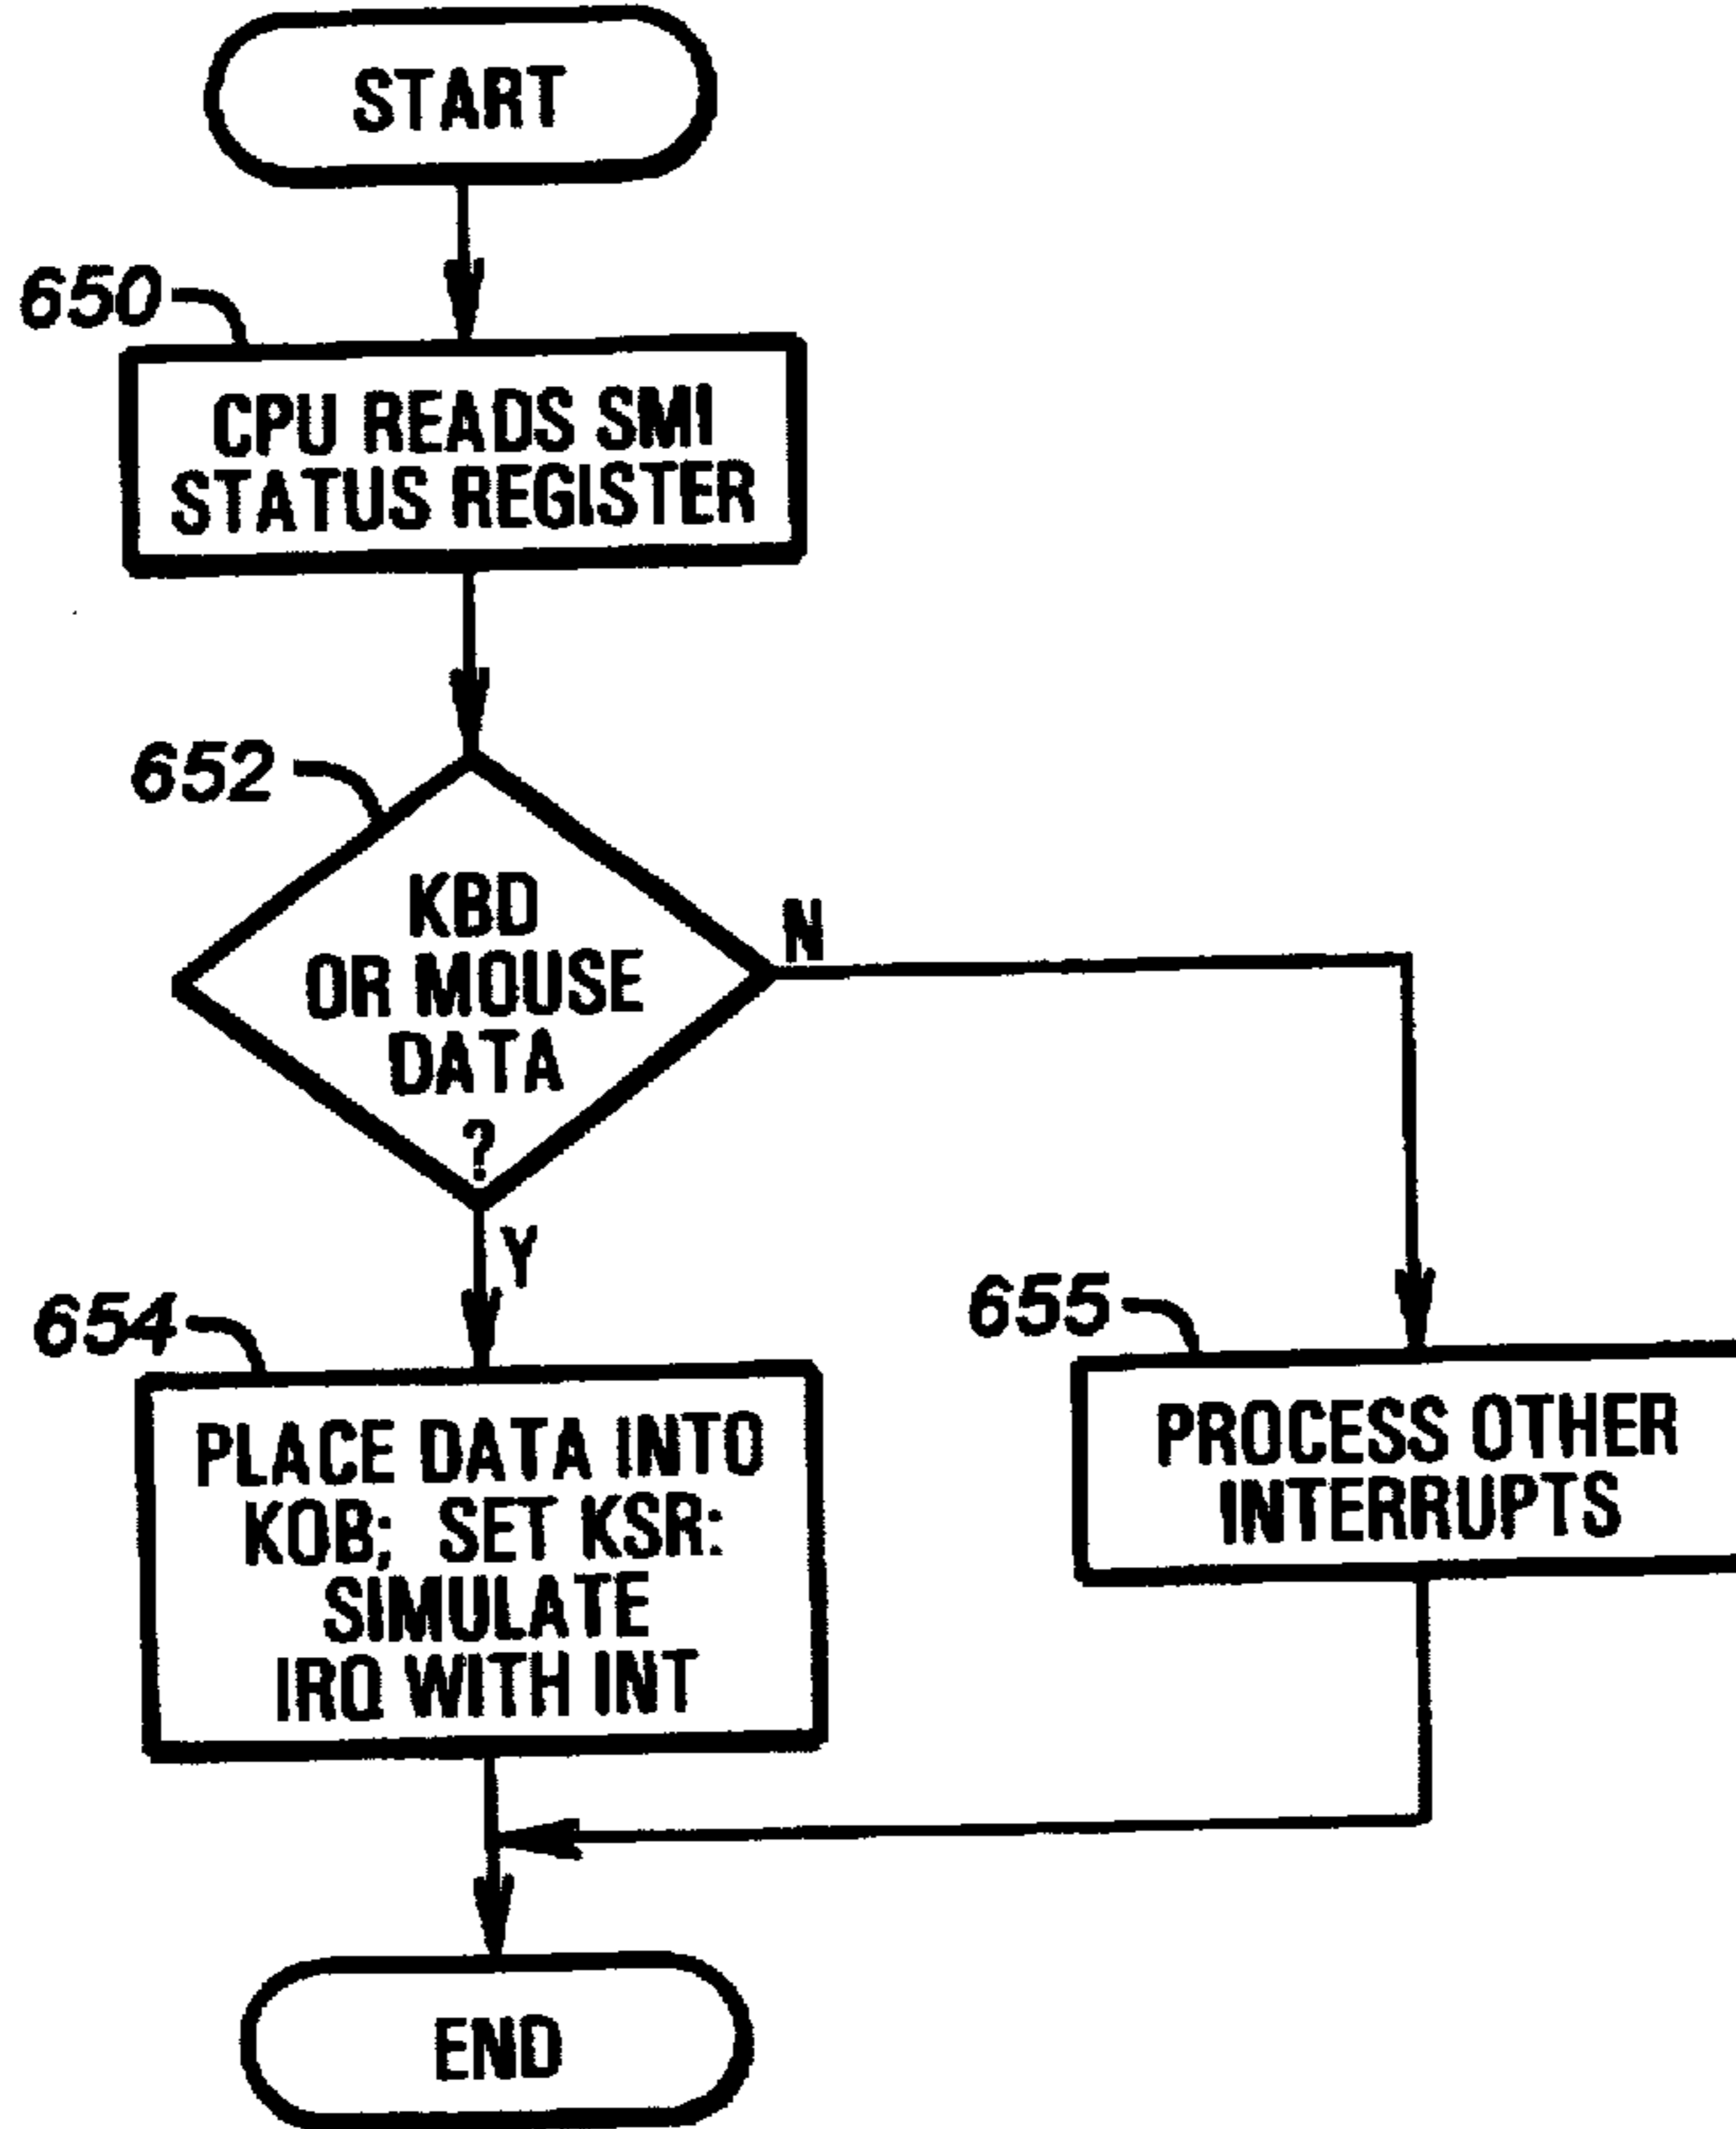 START
650
CPU READS SMI
STATUS REGISTER
652
KBD
OR MOUSE
DATA
?
N
Y
654
PLACE DATA INTO
KOB; SET KSR:
SIMULATE
IRQ WITH INT
655
PROCESS OTHER
INTERRUPTS
END